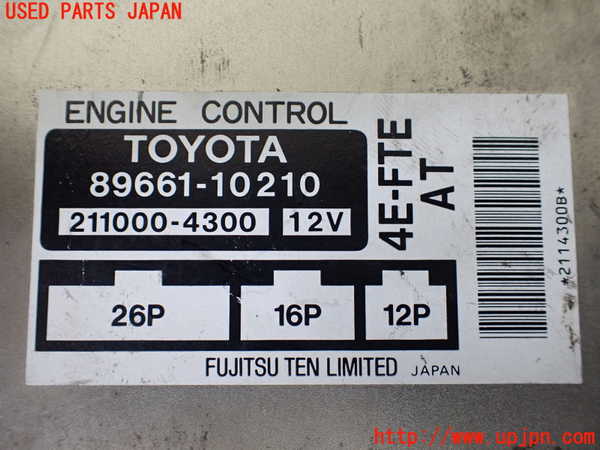 USED PARTS JAPAN
ENGINE CONTROL
TOYOTA
89661-10210
211000-4300 12V
4E-FTE
AT
*2114300B*
26P 16P 12P
FUJITSU TEN LIMITED JAPAN
http://www.upjpn.com/